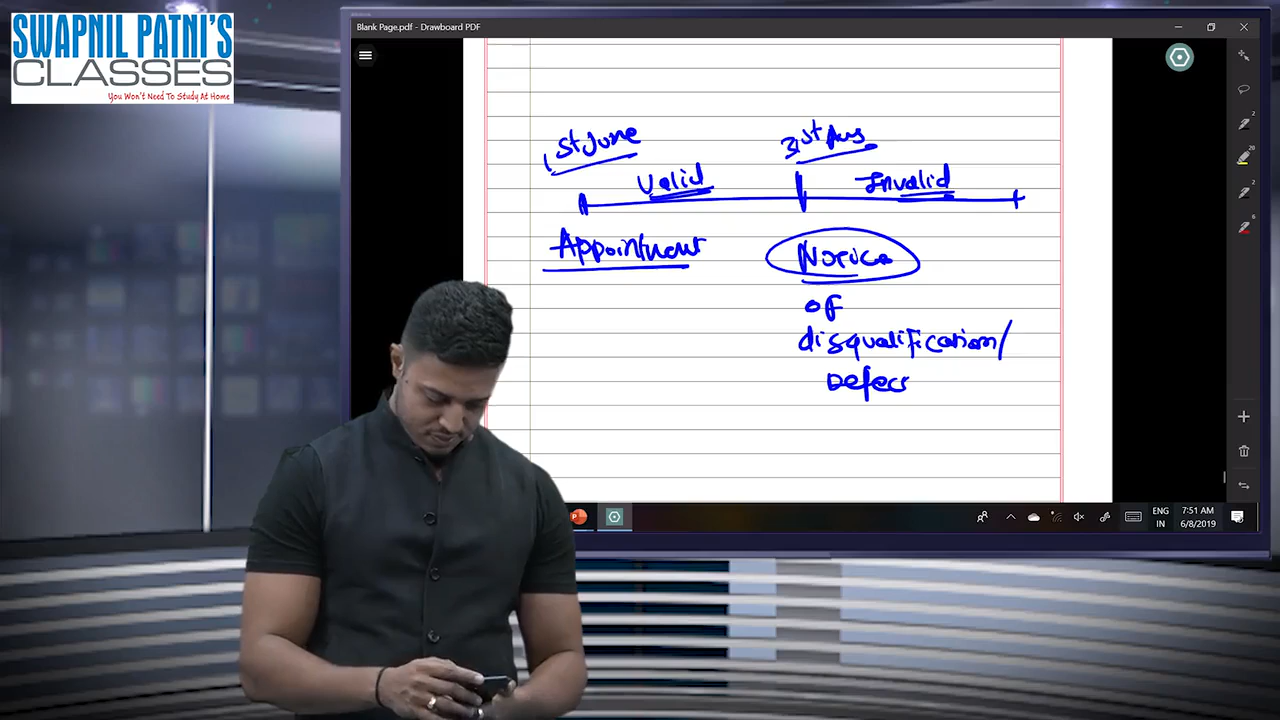 SWAPNIL PATNI'S
CLASSES
You Won't Need To Study At Home
Blank Page.pdf - Drawboard PDF
1st June
31st Aug
Valid
Invalid
Appointment
Notice
of
disqualification/
Defect
ENG
IN
7:51 AM
6/8/2019